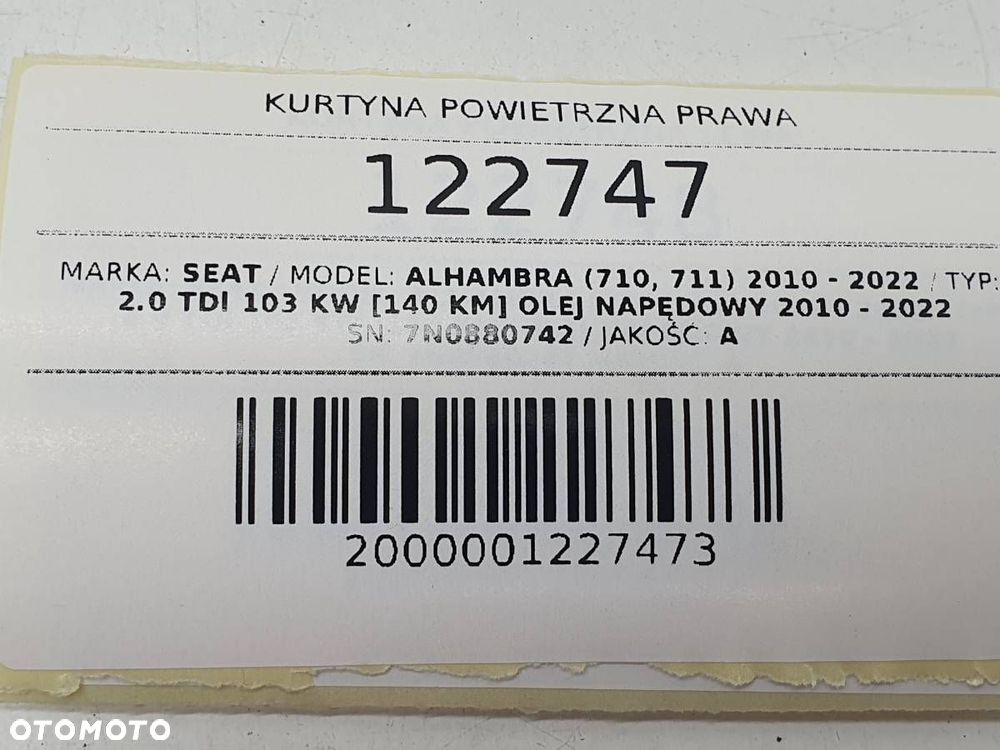 KURTYNA POWIETRZNA PRAWA
122747
MARKA: SEAT / MODEL: ALHAMBRA (710, 711) 2010 - 2022 / TYP:
2.0 TDI 103 KW [140 KM] OLEJ NAPĘDOWY 2010 - 2022
SN: 7N0880742 / JAKOŚĆ: A
2000001227473
OTOMOTO